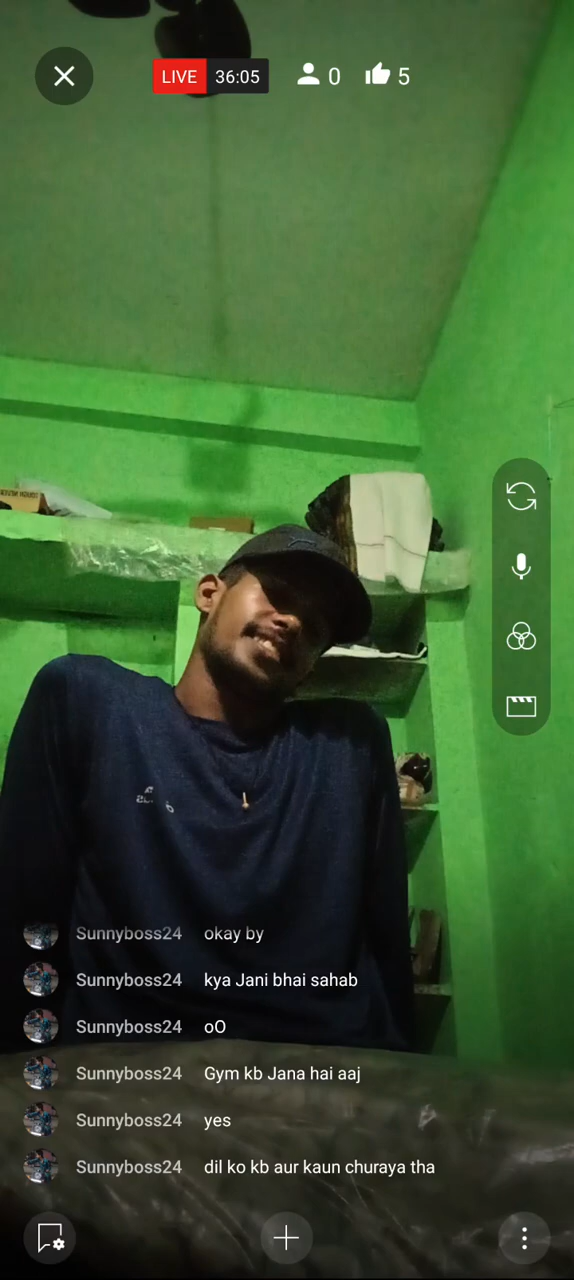 LIVE 36:05 0 5
Sunnyboss24 okay by
Sunnyboss24 kya Jani bhai sahab
Sunnyboss24 oO
Sunnyboss24 Gym kb Jana hai aaj
Sunnyboss24 yes
Sunnyboss24 dil ko kb aur kaun churaya tha